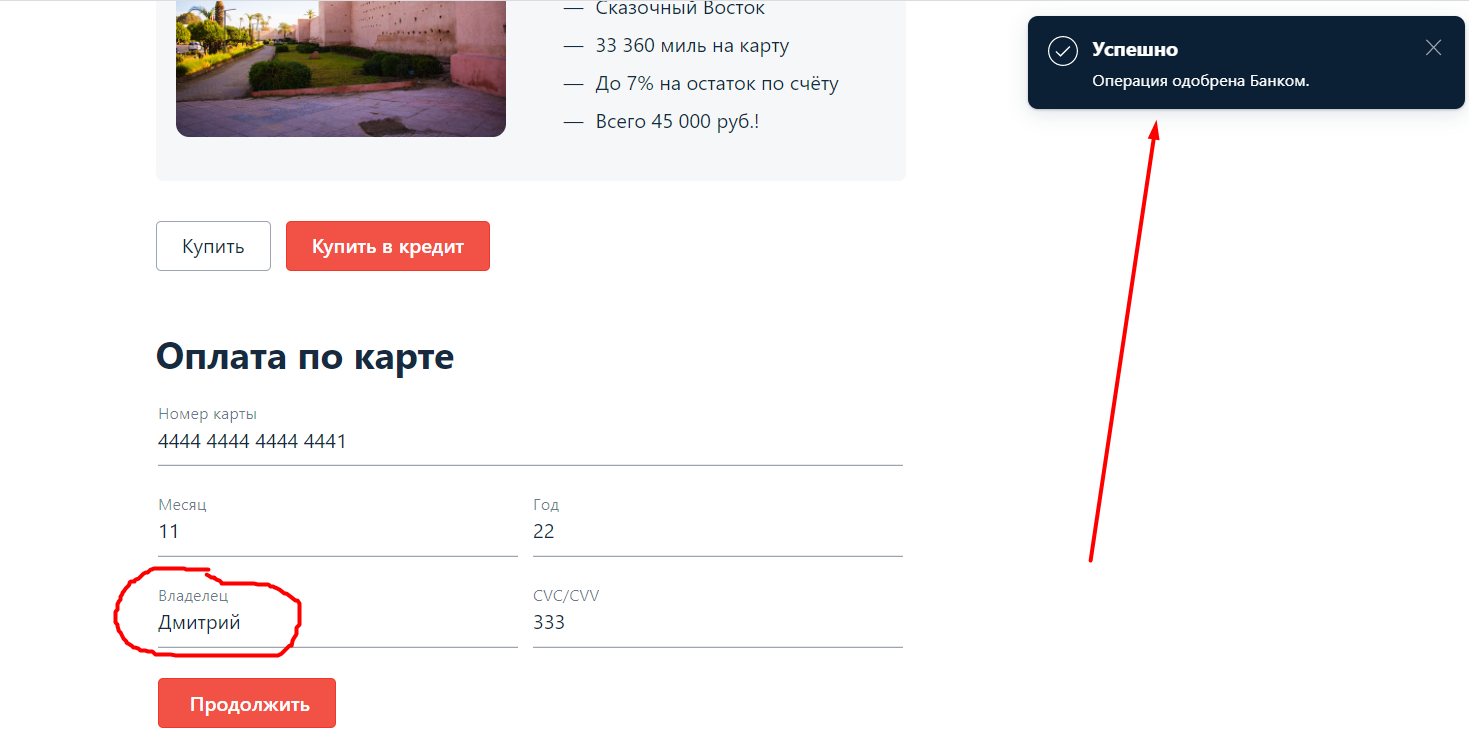 — Сказочный Восток
— 33 360 миль на карту
— До 7% на остаток по счёту
— Всего 45 000 руб.!
Успешно
Операция одобрена Банком.
Купить
Купить в кредит
Оплата по карте
Номер карты
4444 4444 4444 4441
Месяц
11
Год
22
Владелец
Дмитрий
CVC/CVV
333
Продолжить